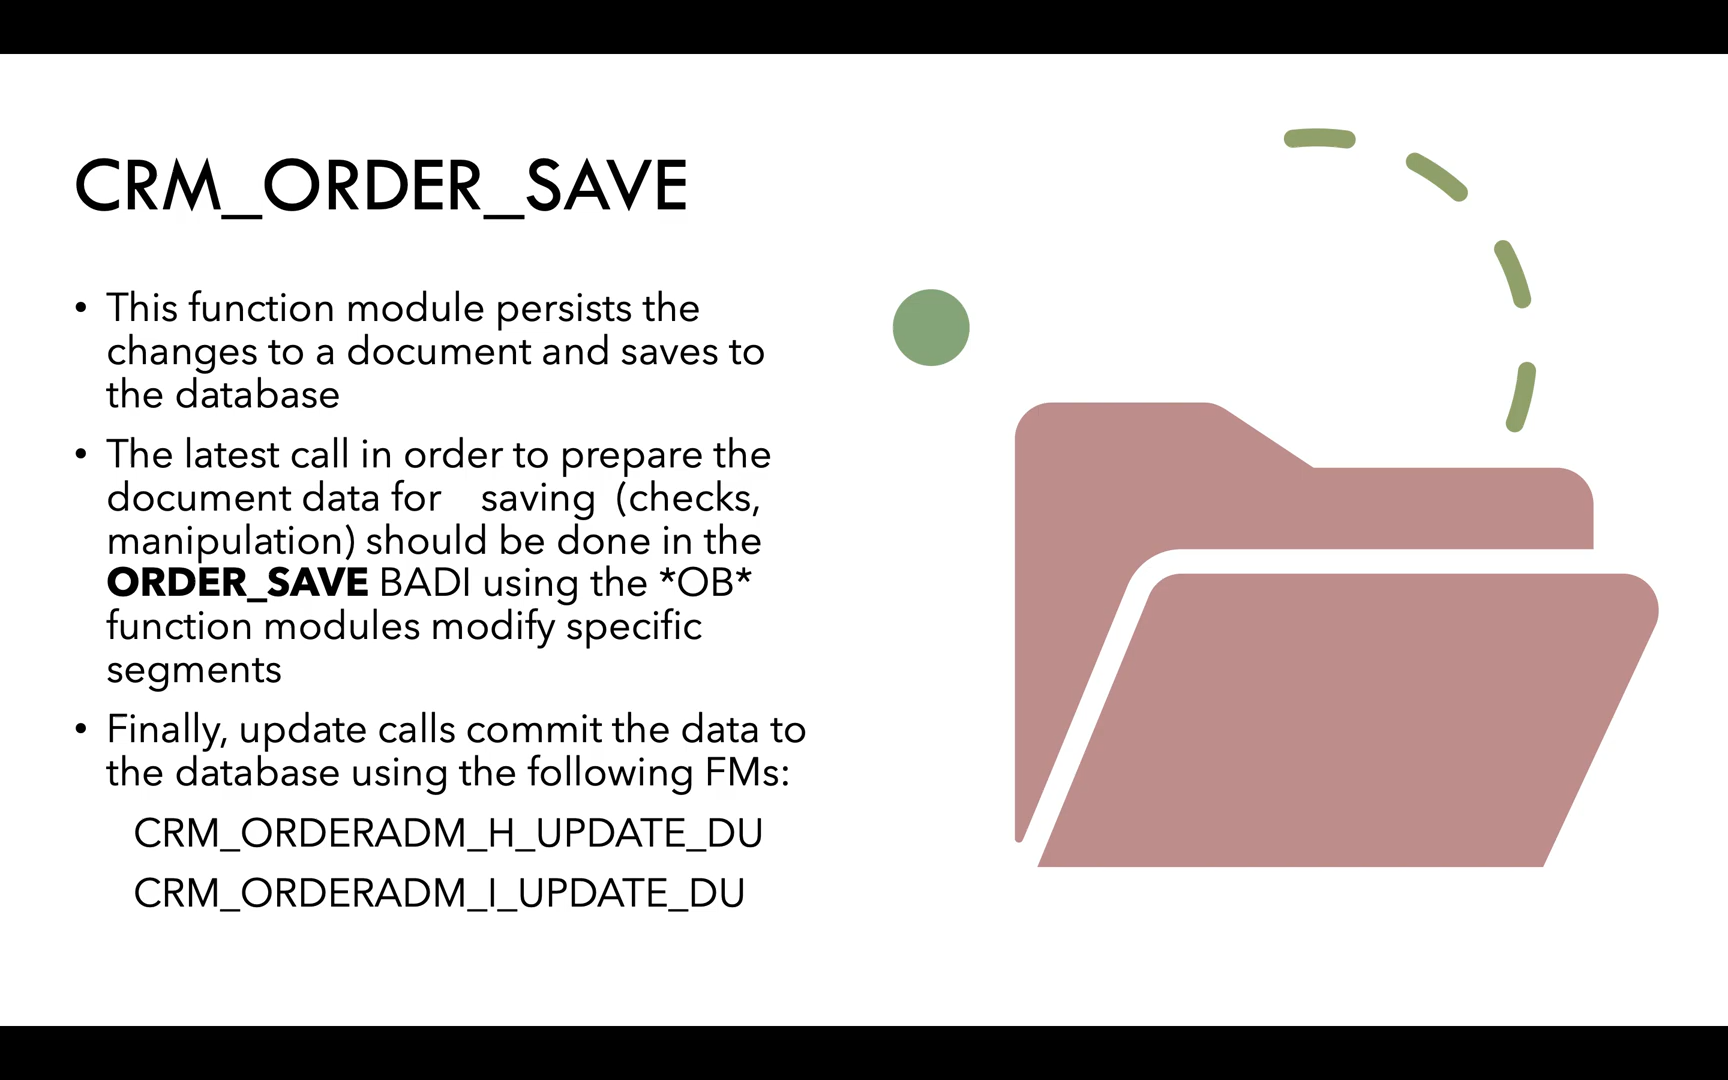 CRM_ORDER_SAVE
• This function module persists the
changes to a document and saves to
the database
• The latest call in order to prepare the
document data for saving (checks,
manipulation) should be done in the
ORDER_SAVE BADI using the *OB*
function modules modify specific
segments
• Finally, update calls commit the data to
the database using the following FMs:
CRM_ORDERADM_H_UPDATE_DU
CRM_ORDERADM_I_UPDATE_DU